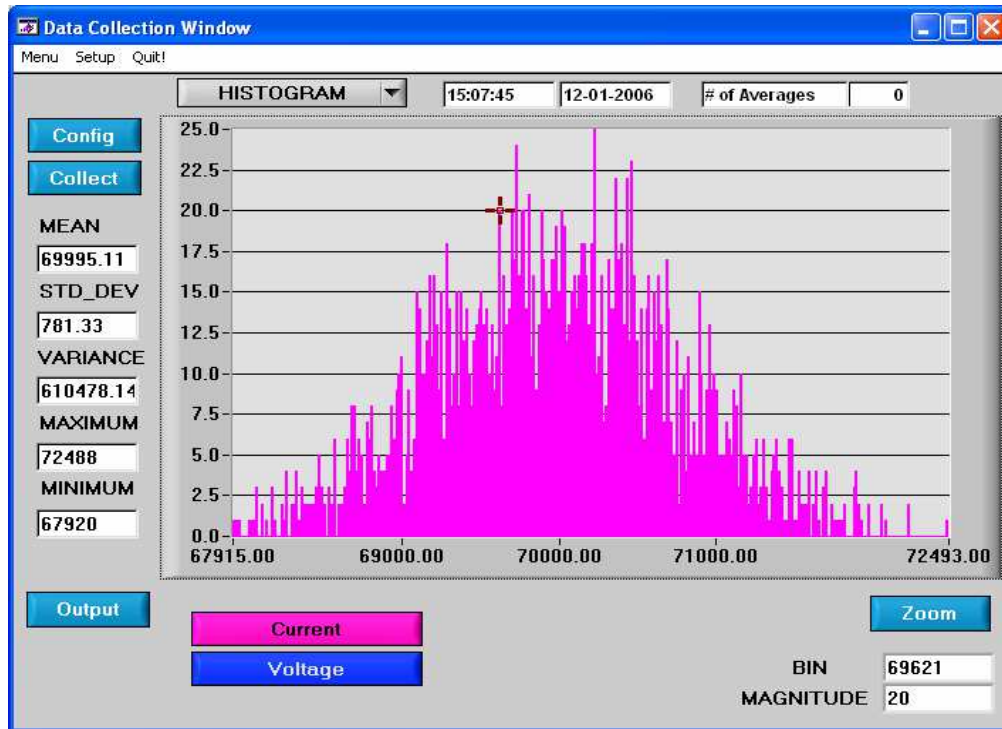 Data Collection Window
Menu Setup Quit!
HISTOGRAM 15:07:45 12-01-2006 # of Averages 0
Config
Collect
MEAN
69995.11
STD_DEV
781.33
VARIANCE
610478.14
MAXIMUM
72488
MINIMUM
67920
25.0
22.5
20.0
17.5
15.0
12.5
10.0
7.5
5.0
2.5
0.0
67915.00 69000.00 70000.00 71000.00 72493.00
Output
Current
Voltage
Zoom
BIN 69621
MAGNITUDE 20